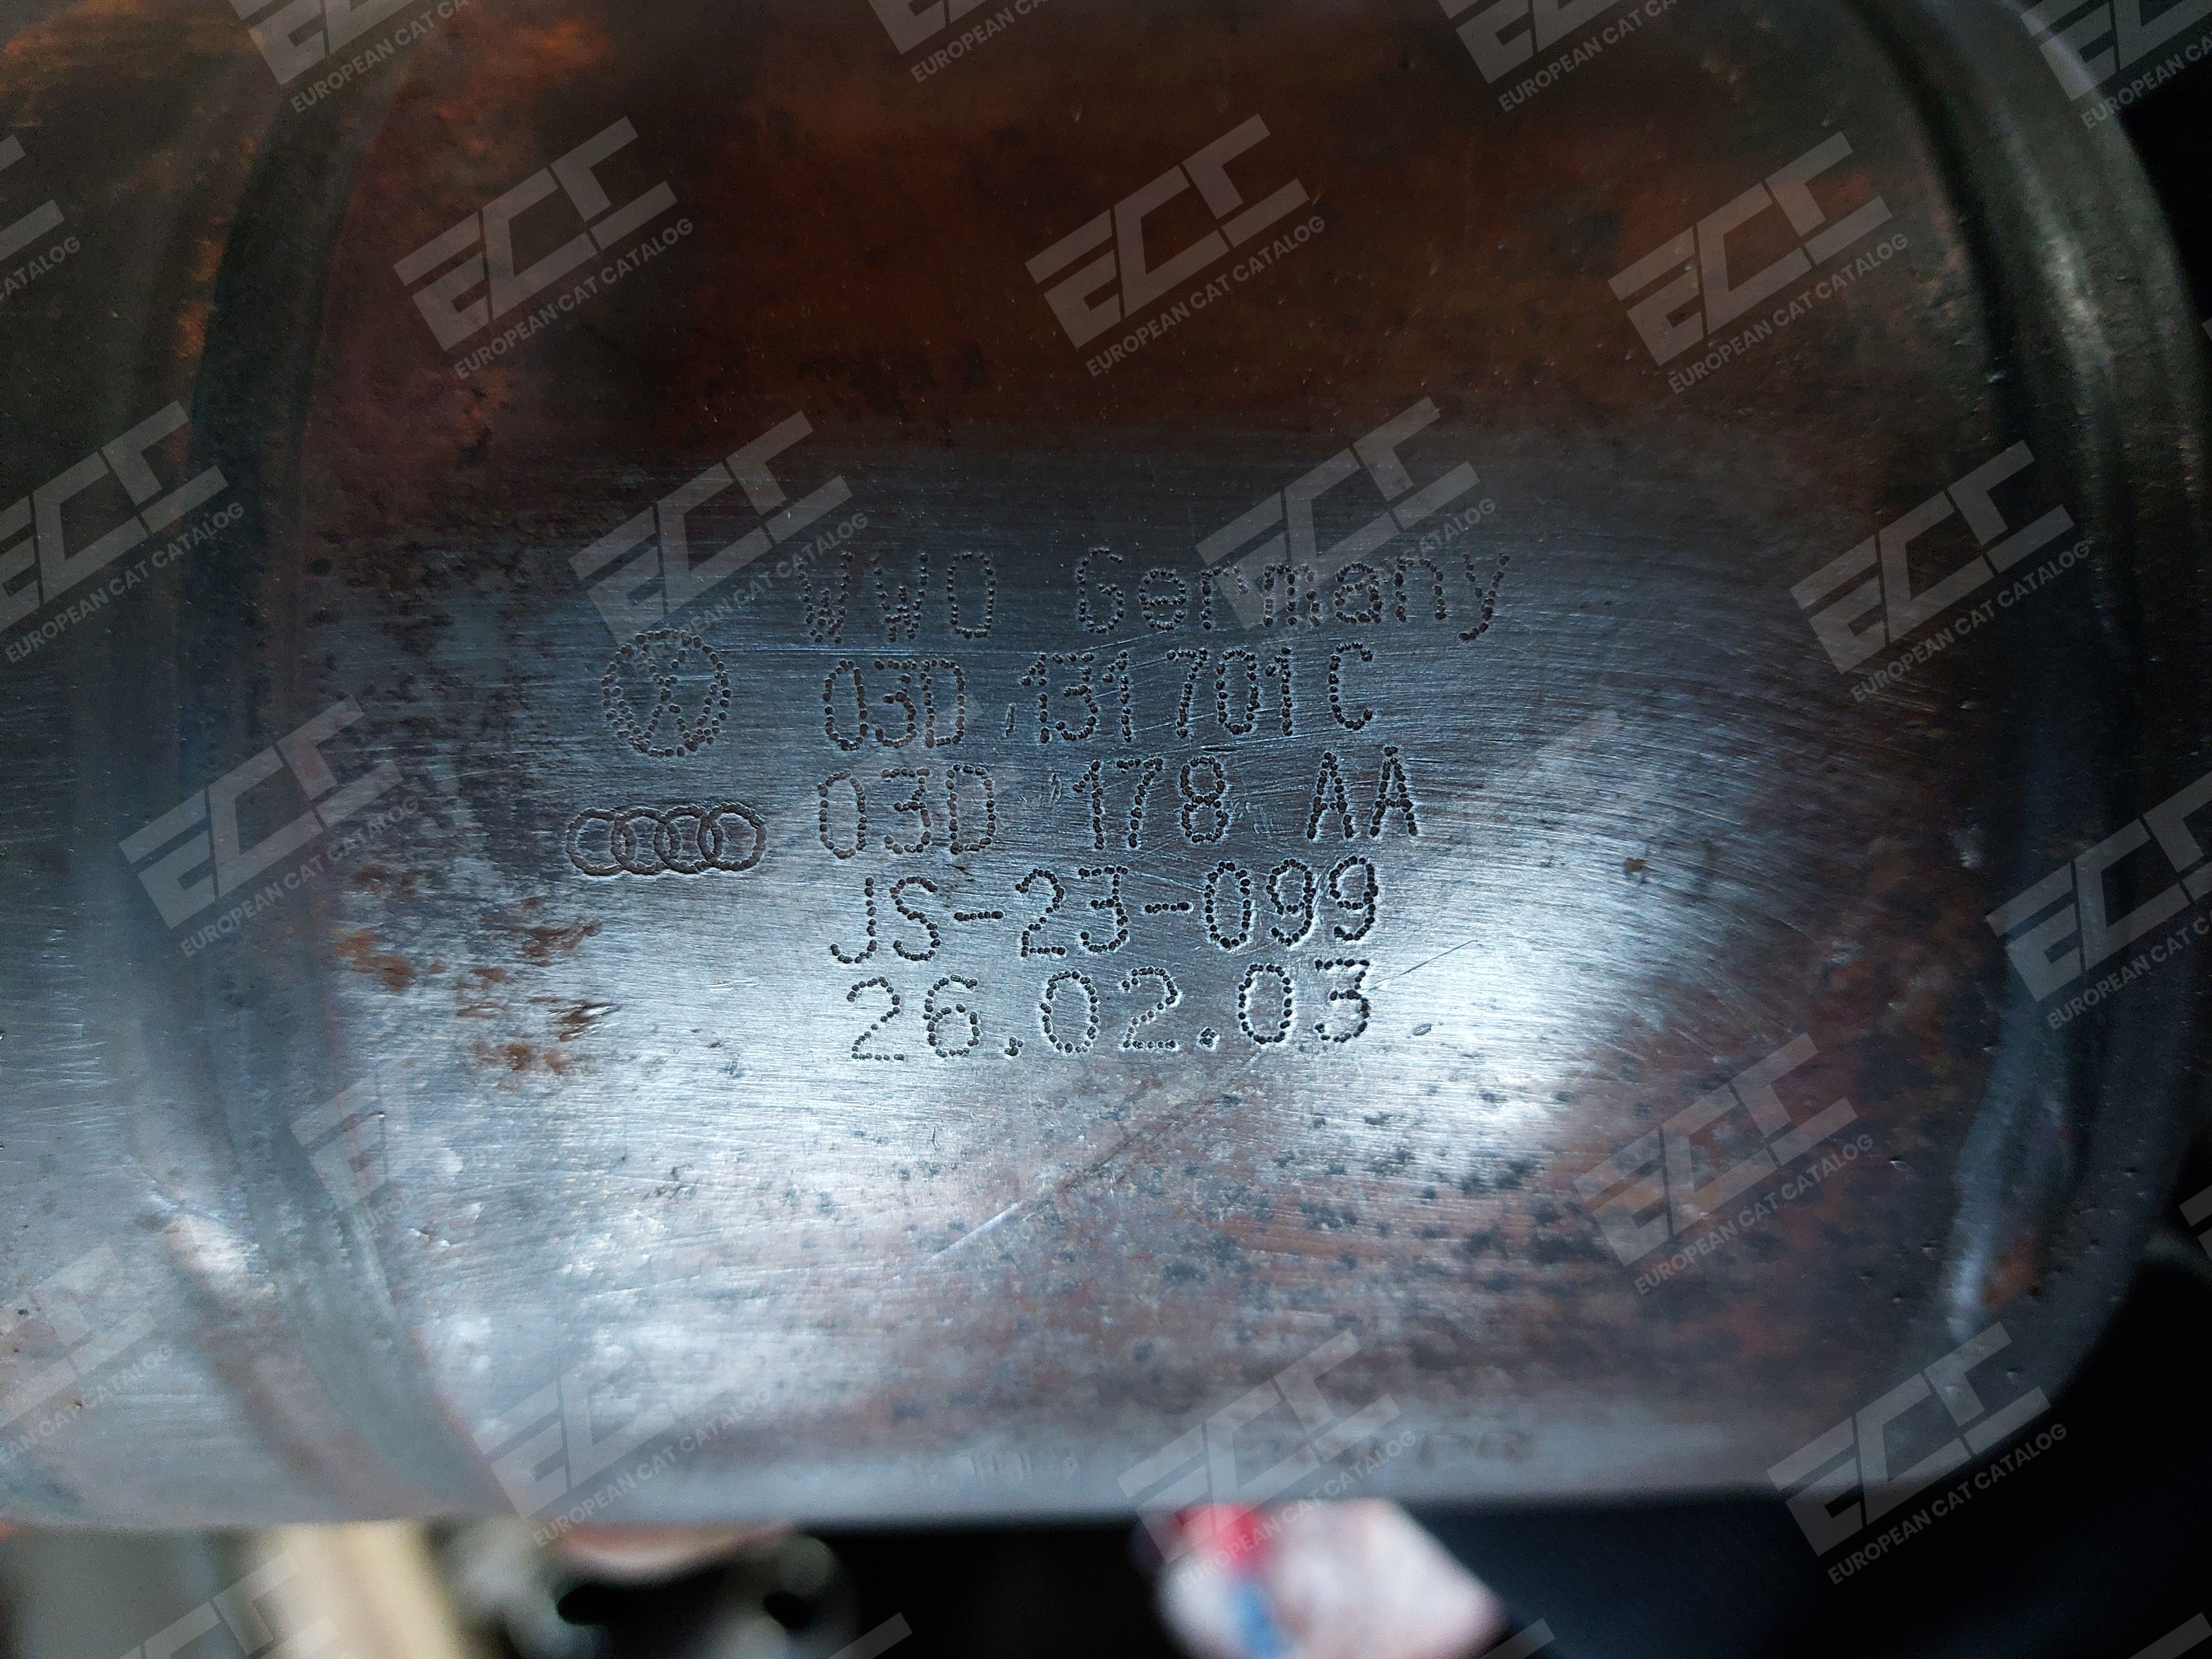 WWO Germany
03D 131 701 C
03D 178 AA
JS-23-099
26.02.03
ECC
EUROPEAN CAT CATALOG